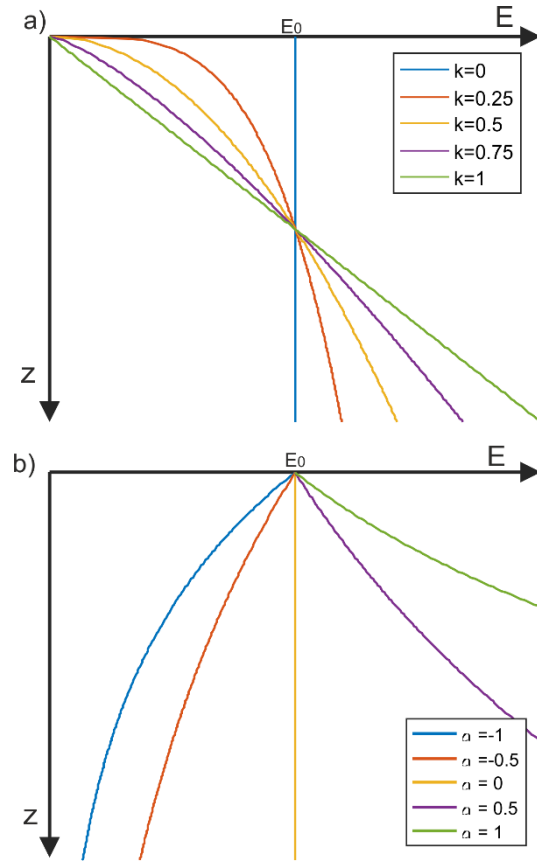 a)
E
E0
k=0
k=0.25
k=0.5
k=0.75
k=1
z
b)
E0
E
α =-1
α =-0.5
α = 0
α = 0.5
α = 1
z